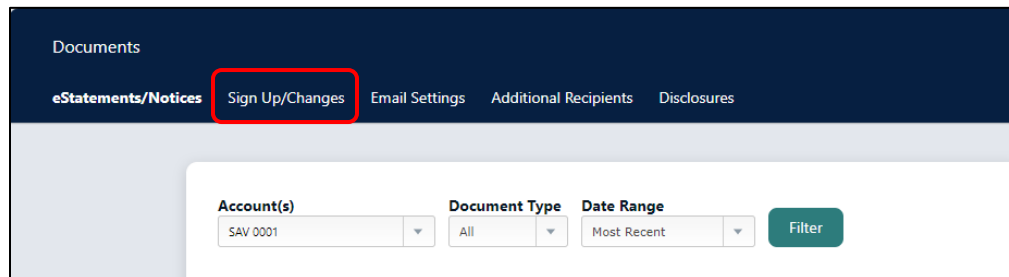 Documents
eStatements/Notices Sign Up/Changes Email Settings Additional Recipients Disclosures
Account(s) Document Type Date Range
SAV 0001 All Most Recent Filter